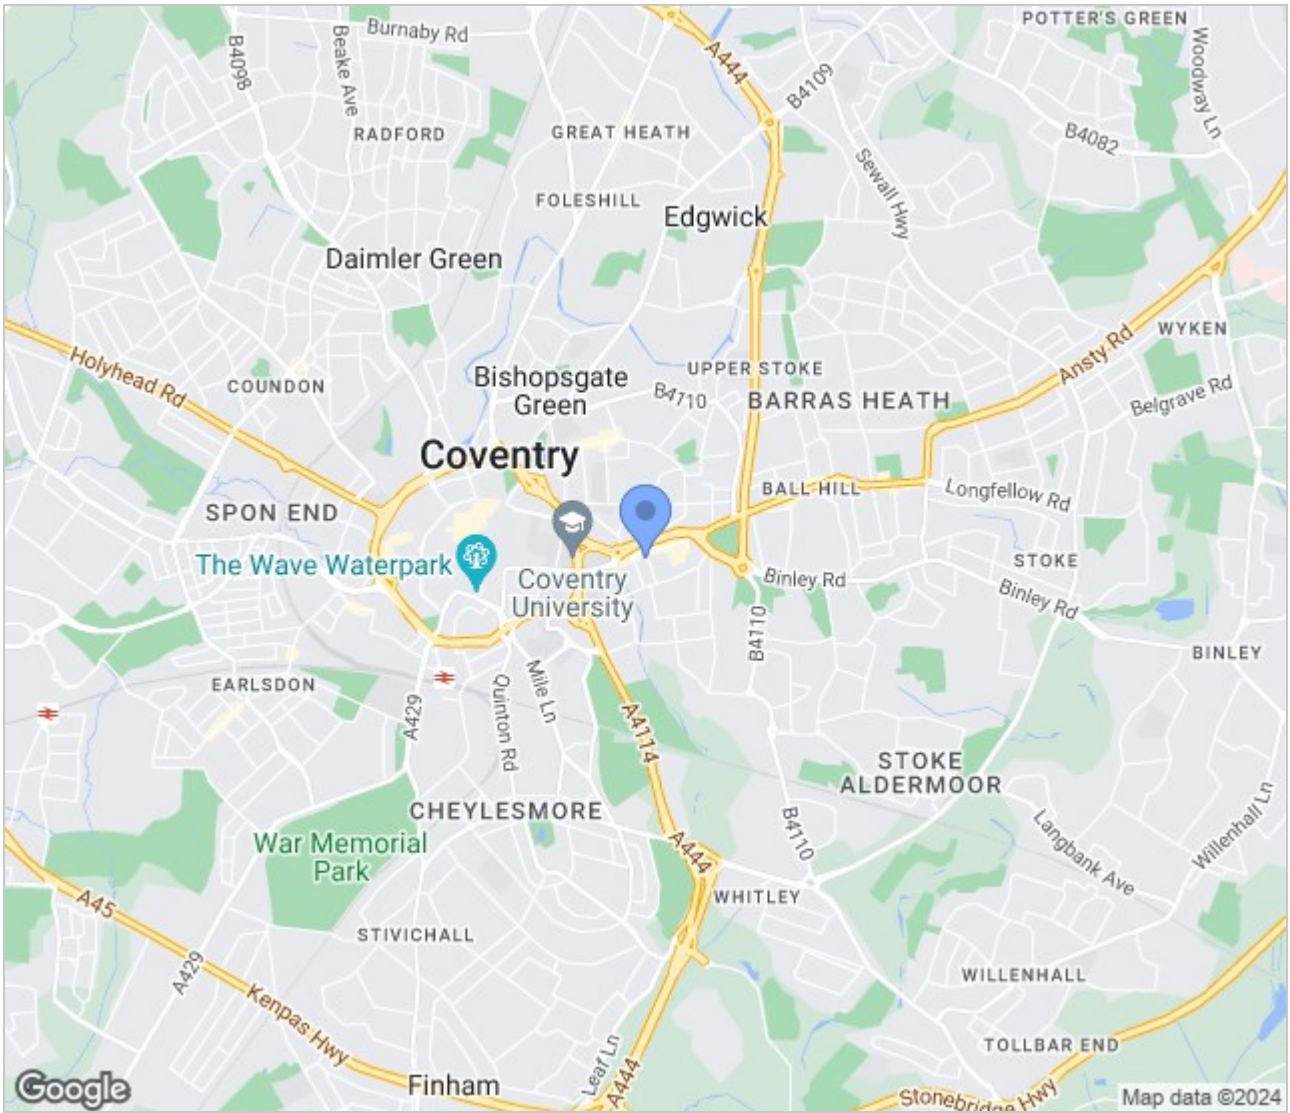 POTTER'S GREEN
Burnaby Rd
B4098
Beake Ave
A444
Woodway Ln
B4109
RADFORD
GREAT HEATH
B4082
Sewall Hwy
FOLESHILL
Edgwick
Daimler Green
WYKEN
Ansty Rd
Holyhead Rd
COUNDON
UPPER STOKE
Bishopsgate
Green
B4710
BARRAS HEATH
Belgrave Rd
Coventry
BALL HILL
Longfellow Rd
SPON END
The Wave Waterpark
STOKE
Coventry
University
Binley Rd
Binley Rd
B4110
BINLEY
EARLSDON
Mile Ln
Quinton Rd
A429
A4114
STOKE
ALDERMOOR
CHEYLESMORE
B4110
Langbank Ave
Willenhall Ln
War Memorial
Park
A444
WHITLEY
A45
STIVICHALL
A429
WILLENHALL
Kenpas Hwy
Leaf Ln
TOLLBAR END
Finham
A444
Stonebridge Hwy
Google
Map data ©2024